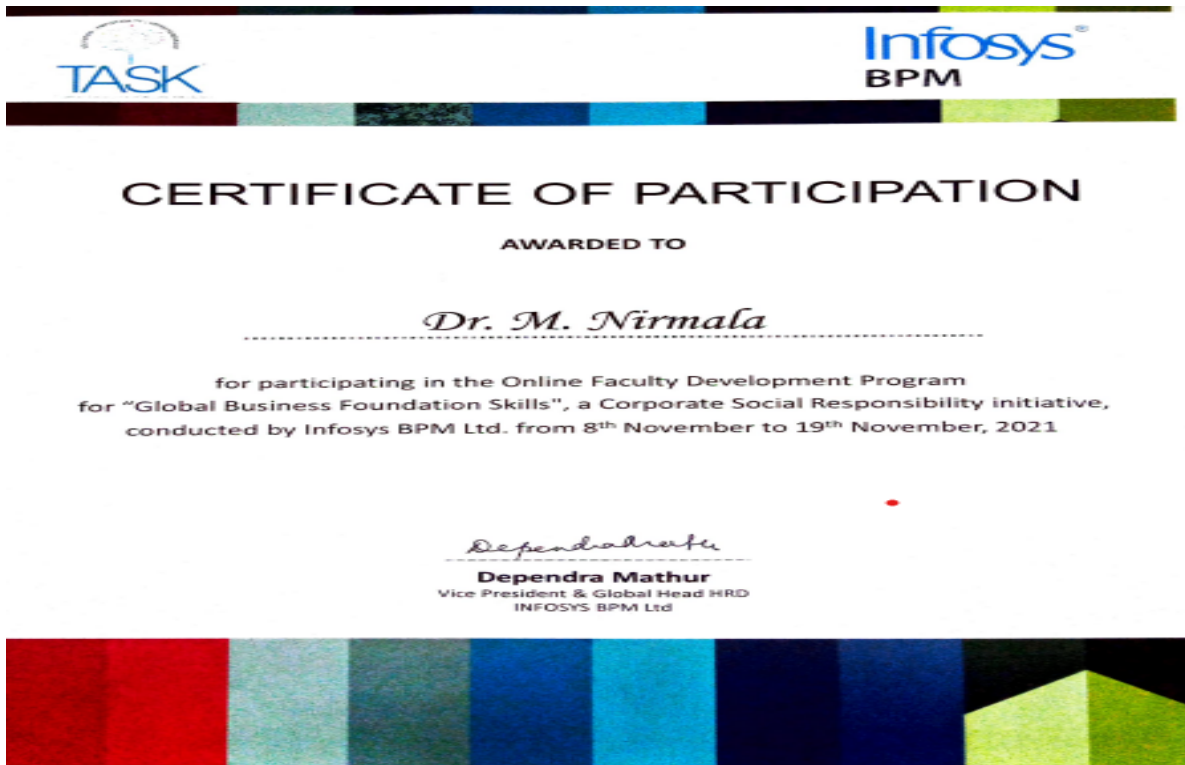 TASK
Infosys®
BPM
CERTIFICATE OF PARTICIPATION
AWARDED TO
Dr. M. Nirmala
for participating in the Online Faculty Development Program
for “Global Business Foundation Skills", a Corporate Social Responsibility initiative,
conducted by Infosys BPM Ltd. from 8th November to 19th November, 2021
Dependra Mathur
Vice President & Global Head HRD
INFOSYS BPM Ltd